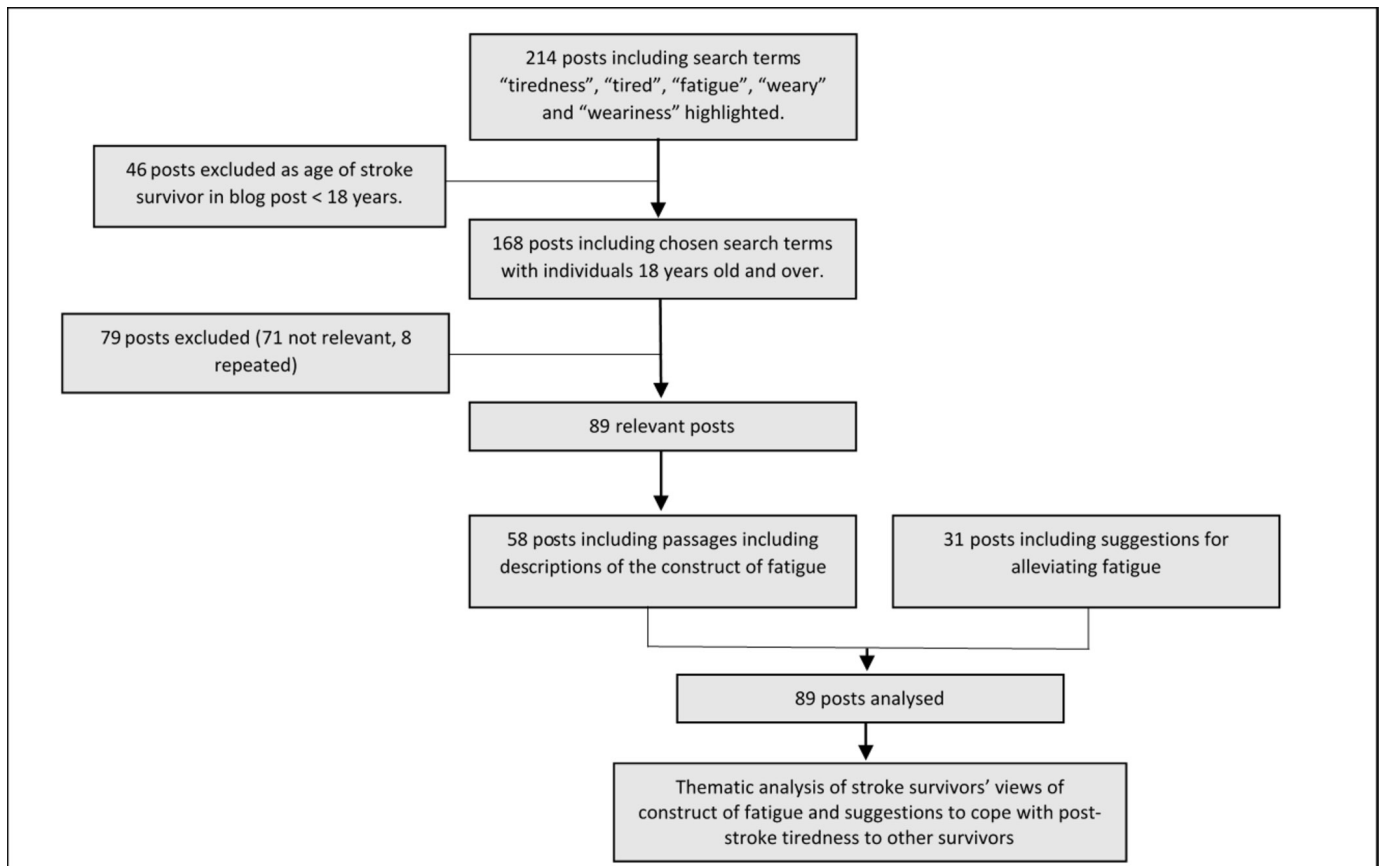 214 posts including search terms
“tiredness”, “tired”, “fatigue”, “weary”
and “weariness” highlighted.
46 posts excluded as age of stroke
survivor in blog post < 18 years.
168 posts including chosen search terms
with individuals 18 years old and over.
79 posts excluded (71 not relevant, 8
repeated)
89 relevant posts
58 posts including passages including
descriptions of the construct of fatigue
31 posts including suggestions for
alleviating fatigue
89 posts analysed
Thematic analysis of stroke survivors’ views of
construct of fatigue and suggestions to cope with post-
stroke tiredness to other survivors